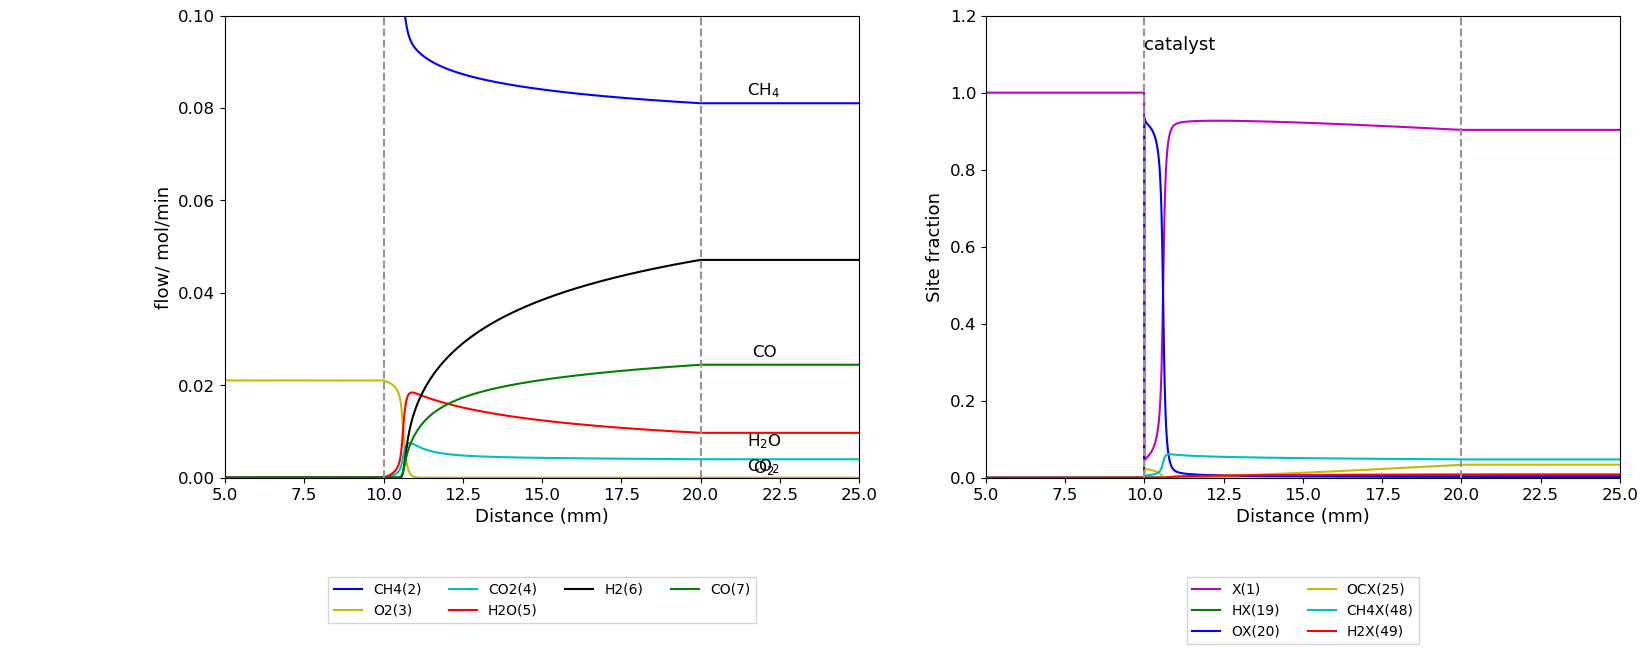 0.10
0.08
0.06
0.04
0.02
0.00
flow/ mol/min
CH₄
CO
H₂O
CO₂
O₂
5.0 7.5 10.0 12.5 15.0 17.5 20.0 22.5 25.0
Distance (mm)
CH4(2) CO2(4) H2(6) CO(7)
O2(3) H2O(5)
1.2
1.0
0.8
0.6
0.4
0.2
0.0
Site fraction
catalyst
5.0 7.5 10.0 12.5 15.0 17.5 20.0 22.5 25.0
Distance (mm)
X(1) OCX(25)
HX(19) CH4X(48)
OX(20) H2X(49)